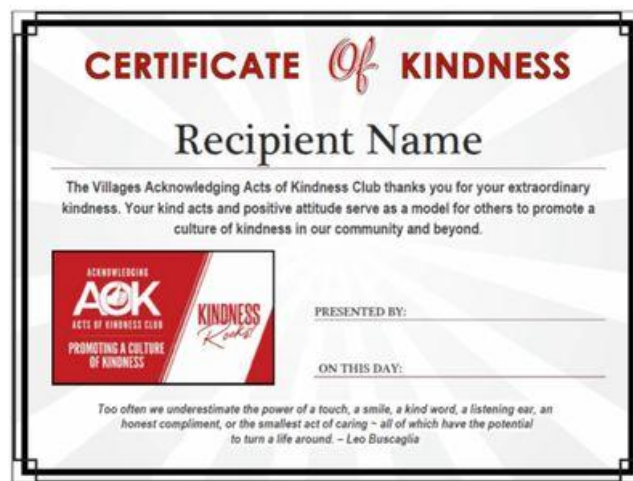 CERTIFICATE Of KINDNESS
Recipient Name
The Villages Acknowledging Acts of Kindness Club thanks you for your extraordinary
kindness. Your kind acts and positive attitude serve as a model for others to promote a
culture of kindness in our community and beyond.
ACKNOWLEDGING
AOK
ACTS OF KINDNESS CLUB
PROMOTING A CULTURE
OF KINDNESS
KINDNESS
Rocks!
PRESENTED BY:
ON THIS DAY:
Too often we underestimate the power of a touch, a smile, a kind word, a listening ear, an
honest compliment, or the smallest act of caring ~ all of which have the potential
to turn a life around. – Leo Buscaglia